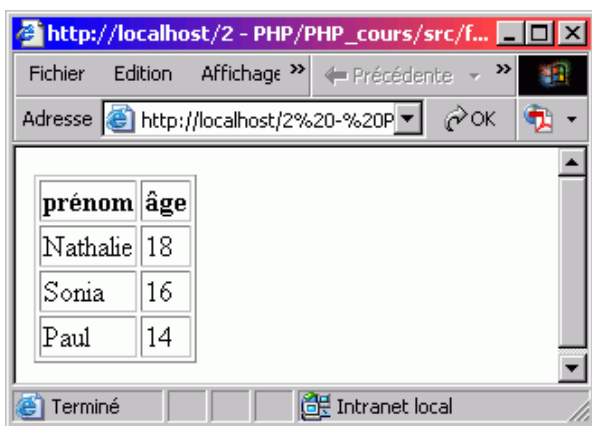 http://localhost/2 - PHP/PHP_cours/src/f...
Fichier Edition Affichage » Précédente »
Adresse http://localhost/2%20-%20P OK
prénom âge
Nathalie 18
Sonia 16
Paul 14
Terminé Intranet local